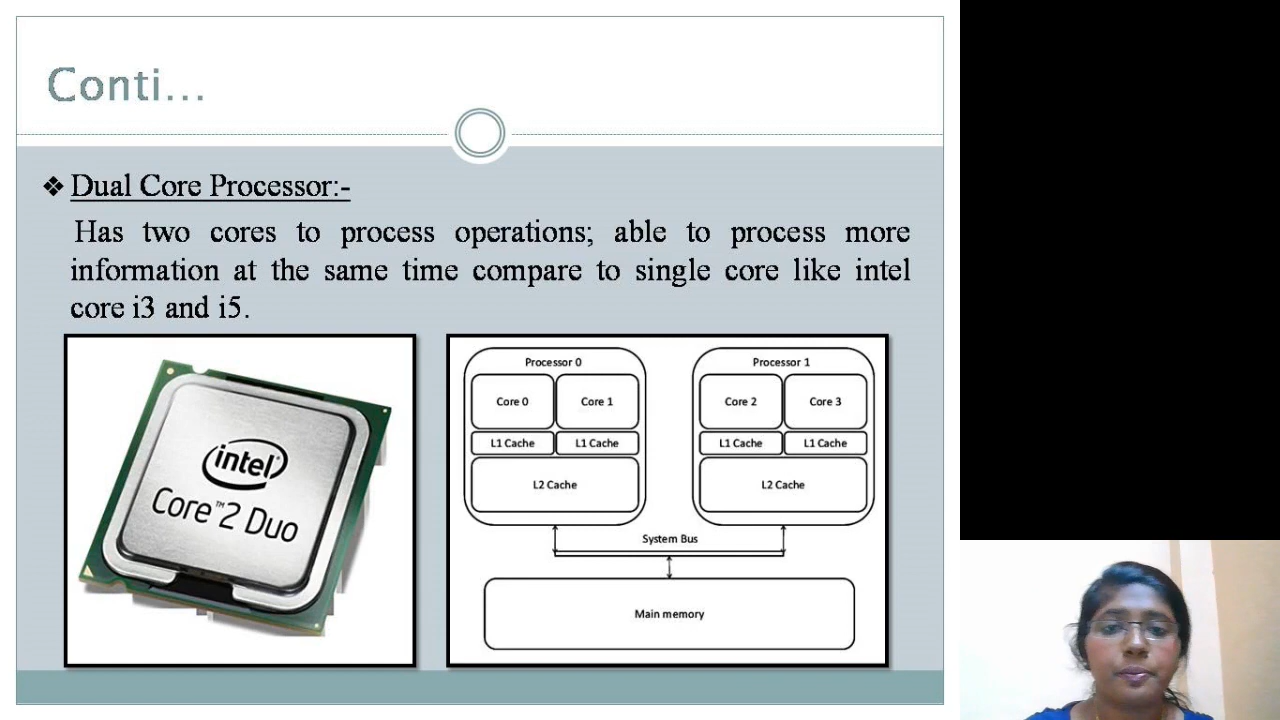 Conti...
❖ Dual Core Processor:-
Has two cores to process operations; able to process more
information at the same time compare to single core like intel
core i3 and i5.
intel
Core™2 Duo
Processor 0
Core 0 Core 1
L1 Cache L1 Cache
L2 Cache
Processor 1
Core 2 Core 3
L1 Cache L1 Cache
L2 Cache
System Bus
Main memory